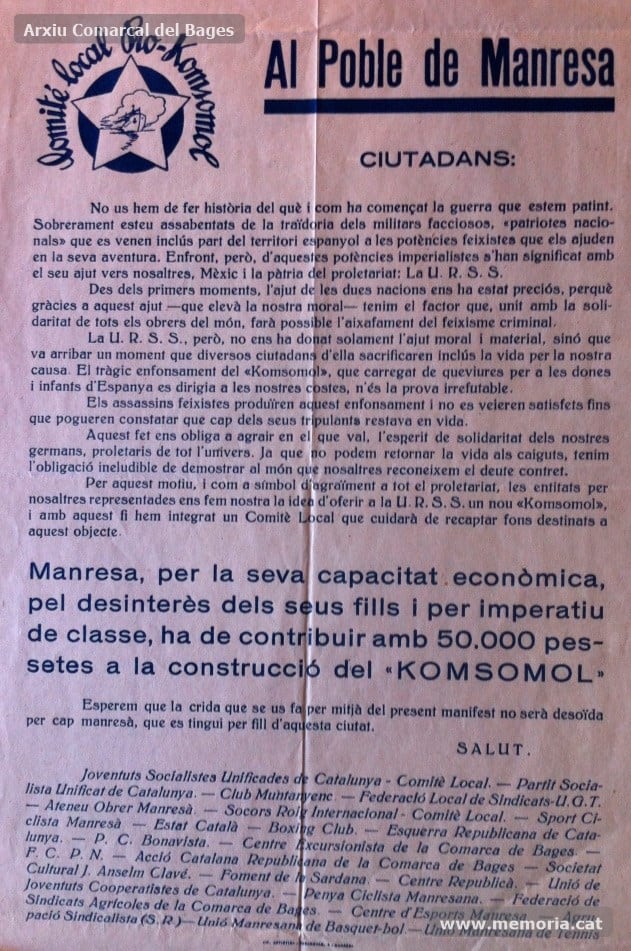 Arxiu Comarcal del Bages
Comitè local Pro-Komsomol
Al Poble de Manresa
CIUTADANS:
No us hem de fer història del què i com ha començat la guerra que estem patint.
Sobrerament esteu assabentats de la traïdoria dels militars facciosos, «patriotes nacio-
nals» que es venen inclús part del territori espanyol a les potències feixistes que els ajuden
en la seva aventura. Enfront, però, d'aquestes potències imperialistes s'han significat amb
el seu ajut vers nosaltres, Mèxic i la pàtria del proletariat: La U. R. S. S.
Des dels primers moments, l'ajut de les dues nacions ens ha estat preciós, perquè
gràcies a aquest ajut —que elevà la nostra moral— tenim el factor que, unit amb la soli-
daritat de tots els obrers del món, farà possible l'aixafament del feixisme criminal.
La U. R. S. S., però, no ens ha donat solament l'ajut moral i material, sinó que
va arribar un moment que diversos ciutadans d'ella sacrificaren inclús la vida per la nostra
causa. El tràgic enfonsament del «Komsomol», que carregat de queviures per a les dones
i infants d'Espanya es dirigia a les nostres costes, n'és la prova irrefutable.
Els assassins feixistes produïren aquest enfonsament i no es veieren satisfets fins
que pogueren constatar que cap dels seus tripulants restava en vida.
Aquest fet ens obliga a agrair en el que val, l'esperit de solidaritat dels nostres
germans, proletaris de tot l'univers. Ja que no podem retornar la vida als caiguts, tenim
l'obligació ineludible de demostrar al món que nosaltres reconeixem el deute contret.
Per aquest motiu, i com a símbol d'agraïment a tot el proletariat, les entitats per
nosaltres representades ens fem nostra la idea d'oferir a la U. R. S. S. un nou «Komsomol»,
i amb aquest fi hem integrat un Comitè Local que cuidarà de recaptar fons destinats a
aquest objecte.
Manresa, per la seva capacitat econòmica,
pel desinterès dels seus fills i per imperatiu
de classe, ha de contribuir amb 50.000 pes-
setes a la construcció del «KOMSOMOL»
Esperem que la crida que se us fa per mitjà del present manifest no serà desoïda
per cap manresà, que es tingui per fill d'aquesta ciutat.
SALUT.
Joventuts Socialistes Unificades de Catalunya - Comitè Local. — Partit Socia-
lista Unificat de Catalunya. — Club Muntanyenc. — Federació Local de Sindicats-U.G.T.
— Ateneu Obrer Manresà. — Socors Roig Internacional - Comitè Local. — Sport Ci-
clista Manresà — Estat Català — Boxing Club. — Esquerra Republicana de Cata-
lunya. — P. C. Bonavista. — Centre Excursionista de la Comarca de Bages. —
F. C. P. N. — Acció Catalana Republicana de la Comarca de Bages — Societat
Cultural J. Anselm Clavé. — Foment de la Sardana. — Centre Republicà. — Unió de
Joventuts Cooperatistes de Catalunya. — Penya Ciclista Manresana. — Federació de
Sindicats Agrícoles de la Comarca de Bages. — Centre d'Esports Manresa — Agru-
pació Sindicalista (S. R.) — Unió Manresana de Basquet-bol — Unió Manresana de Tennis
www.memoria.cat